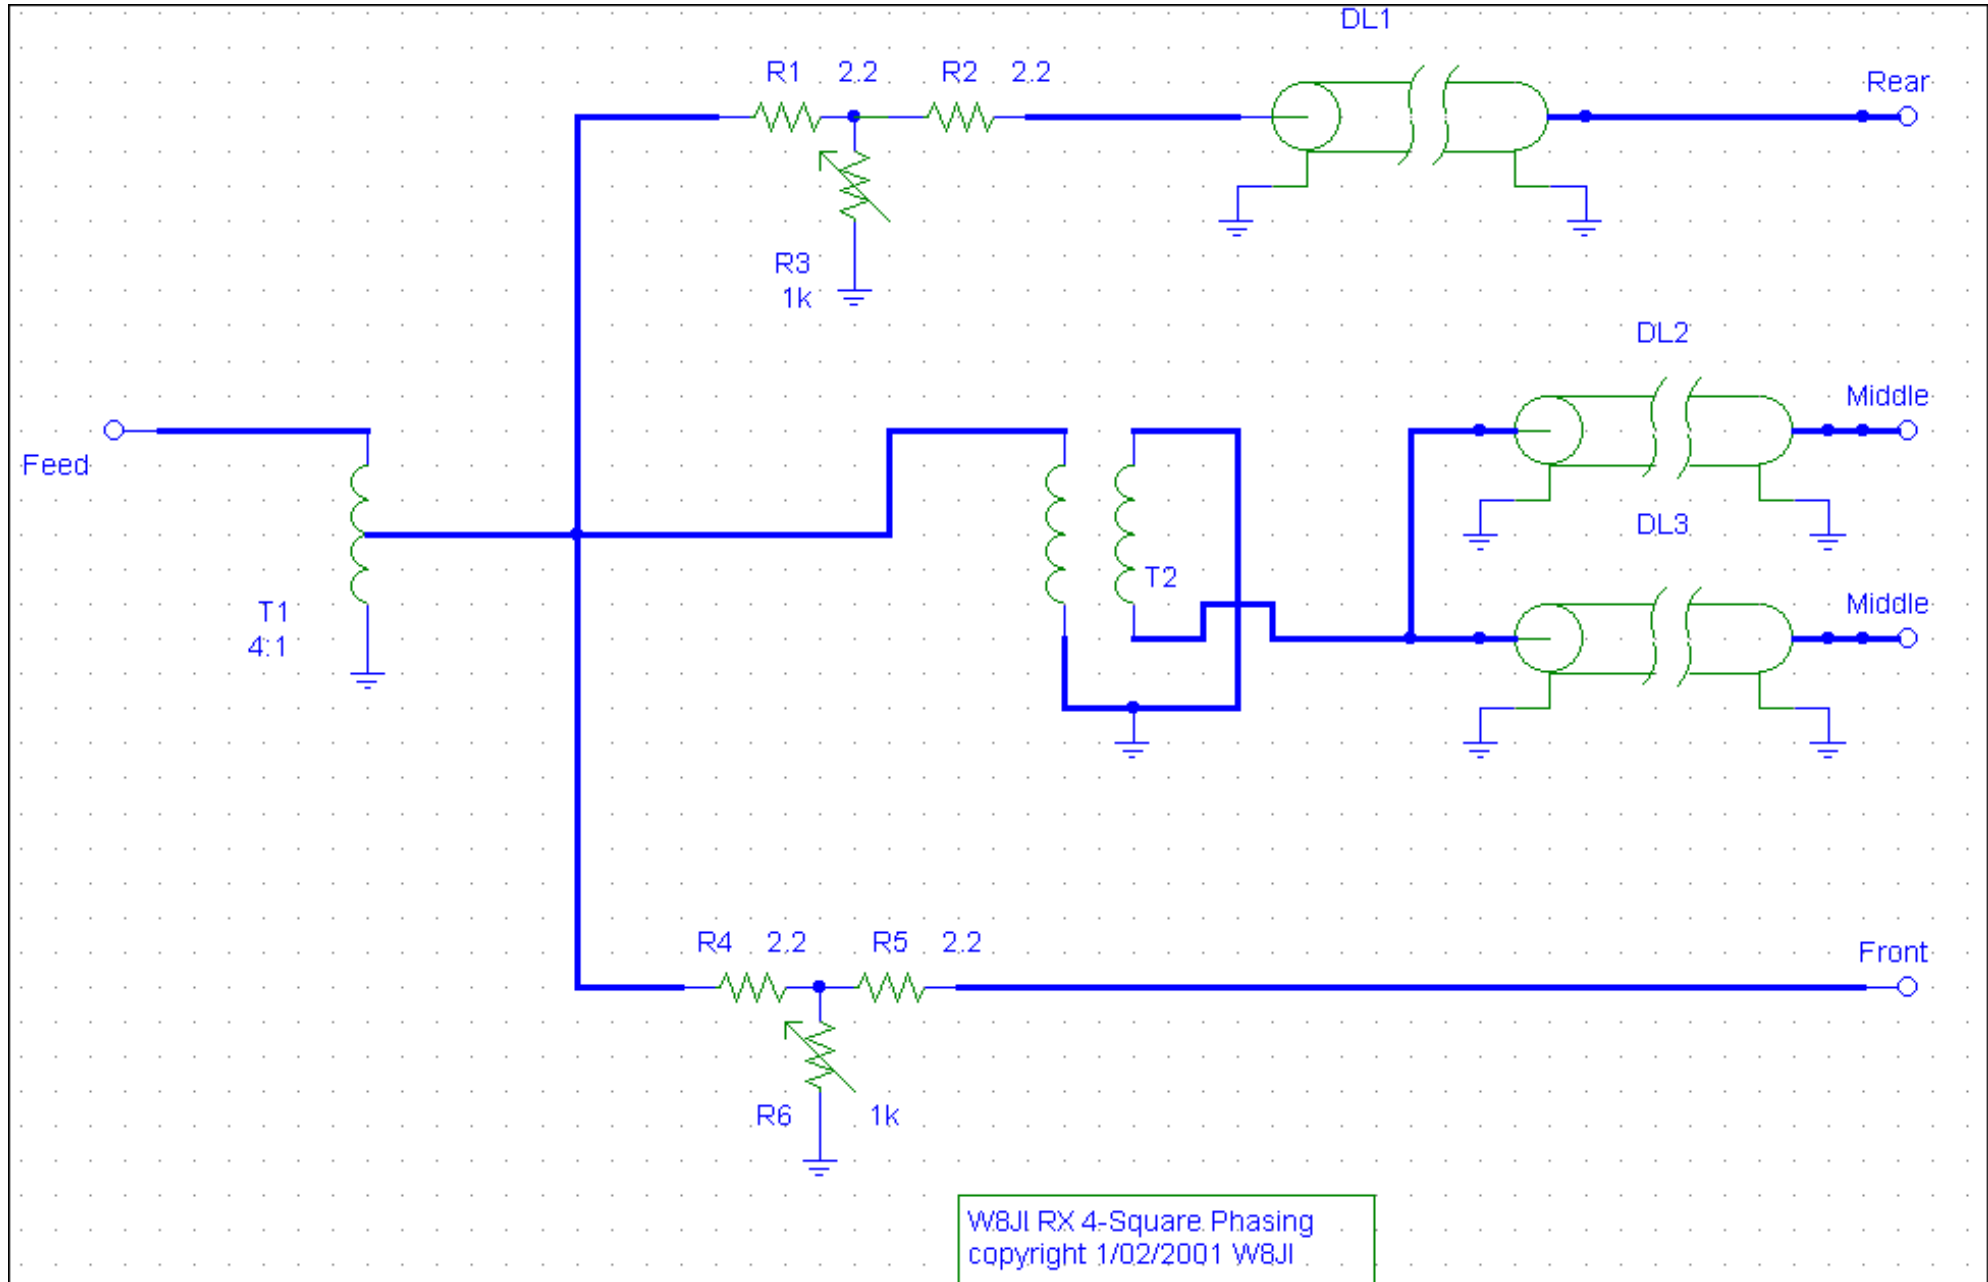 DL1
R1 2.2 R2 2.2
Rear
R3
1k
DL2
Middle
Feed
DL3
T2
Middle
T1
4:1
R4 2.2 R5 2.2
Front
R6 1k
W8JI RX 4-Square Phasing
copyright 1/02/2001 W8JI